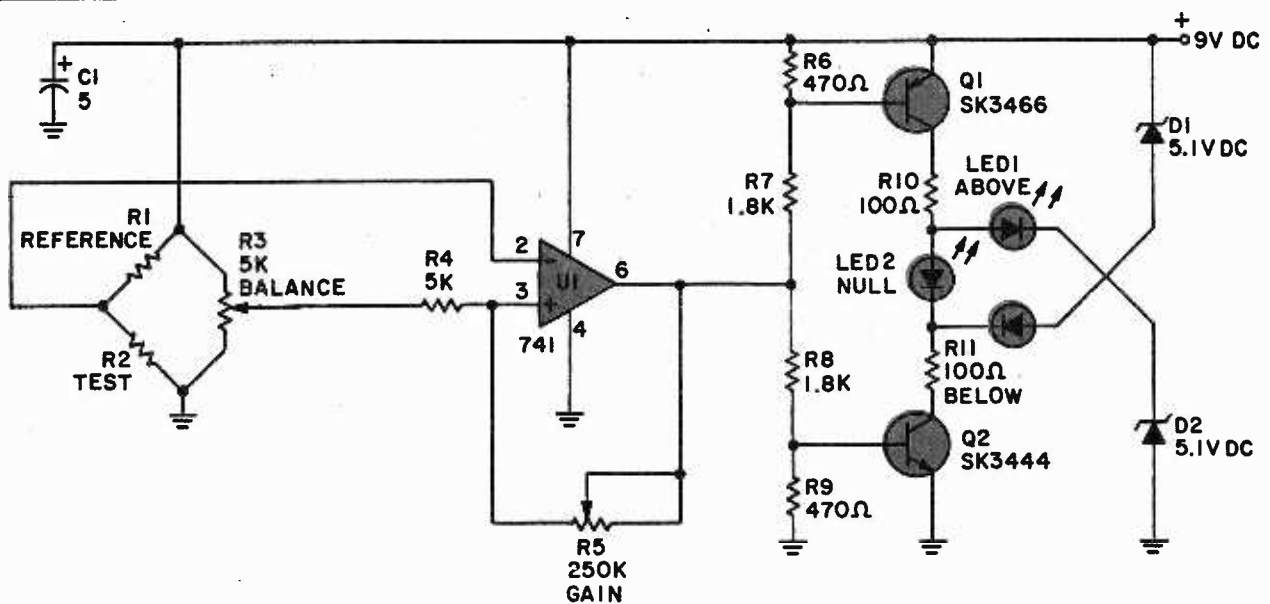 +
9V DC
+
C1
5
R6
470Ω
Q1
SK3466
D1
5.1V DC
LED1
ABOVE
R7
1.8K
R10
100Ω
R1
REFERENCE
R3
5K
BALANCE
R4
5K
2
7
-
U1
6
3
+
4
741
LED2
NULL
R2
TEST
R8
1.8K
R11
100Ω
BELOW
Q2
SK3444
D2
5.1V DC
R9
470Ω
R5
250K
GAIN